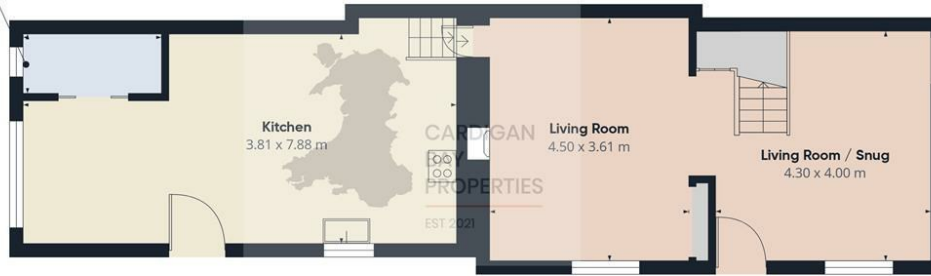 Kitchen
3.81 x 7.88 m
CARDIGAN
BAY
PROPERTIES
EST 2021
Living Room
4.50 x 3.61 m
Living Room / Snug
4.30 x 4.00 m